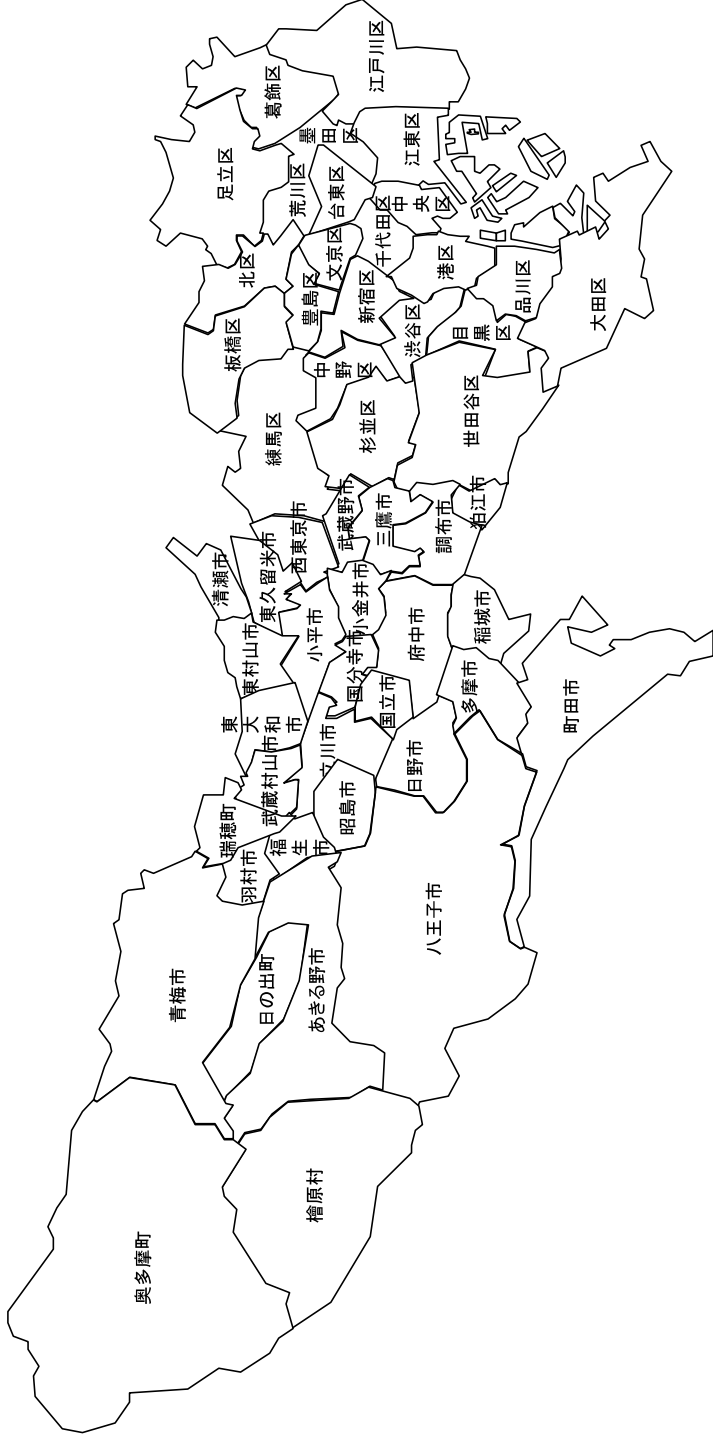 奥多摩町
檜原村
青梅市
日の出町
あきる野市
八王子市
瑞穂町
羽村市
福生市
昭島市
武蔵村山市
東大和市
立川市
日野市
町田市
東村山市
国分寺市
国立市
府中市
多摩市
稲城市
清瀬市
東久留米市
小平市
小金井市
西東京市
武蔵野市
三鷹市
調布市
狛江市
練馬区
杉並区
世田谷区
板橋区
中野区
北区
豊島区
新宿区
渋谷区
目黒区
品川区
大田区
足立区
荒川区
文京区
台東区
千代田区
中央区
港区
葛飾区
墨田区
江東区
江戸川区